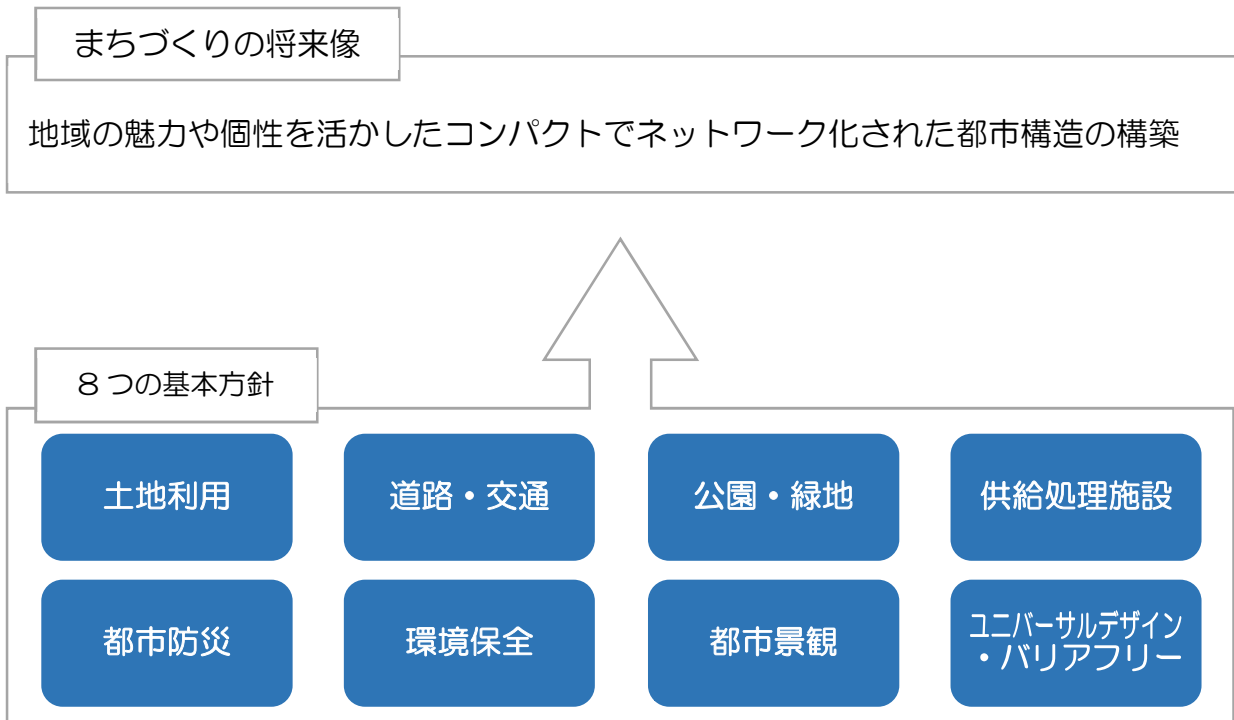 まちづくりの将来像
地域の魅力や個性を活かしたコンパクトでネットワーク化された都市構造の構築
８つの基本方針
土地利用
道路・交通
公園・緑地
供給処理施設
都市防災
環境保全
都市景観
ユニバーサルデザイン
・バリアフリー